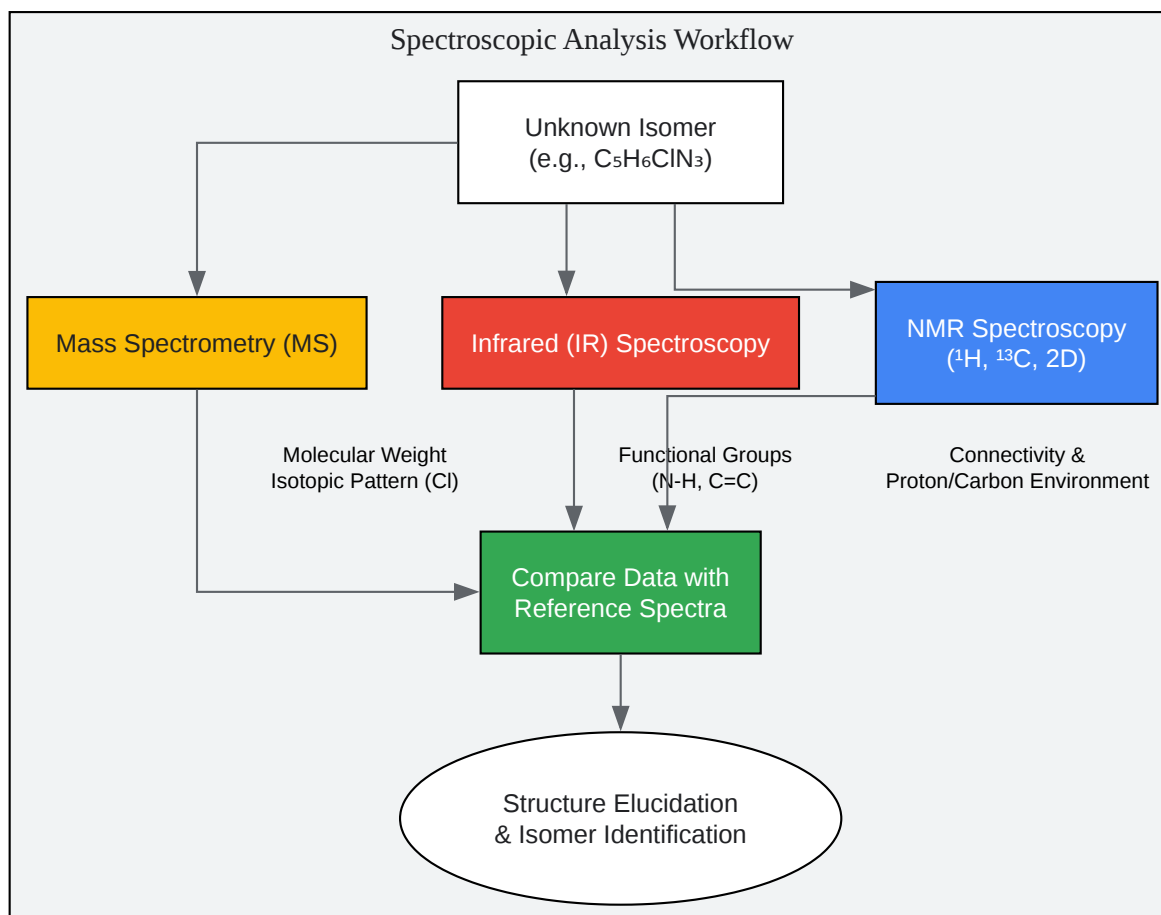 Spectroscopic Analysis Workflow
Unknown Isomer
(e.g., C₅H₆ClN₃)
Mass Spectrometry (MS)
Infrared (IR) Spectroscopy
NMR Spectroscopy
(¹H, ¹³C, 2D)
Molecular Weight
Isotopic Pattern (Cl)
Functional Groups
(N-H, C=C)
Connectivity &
Proton/Carbon Environment
Compare Data with
Reference Spectra
Structure Elucidation
& Isomer Identification